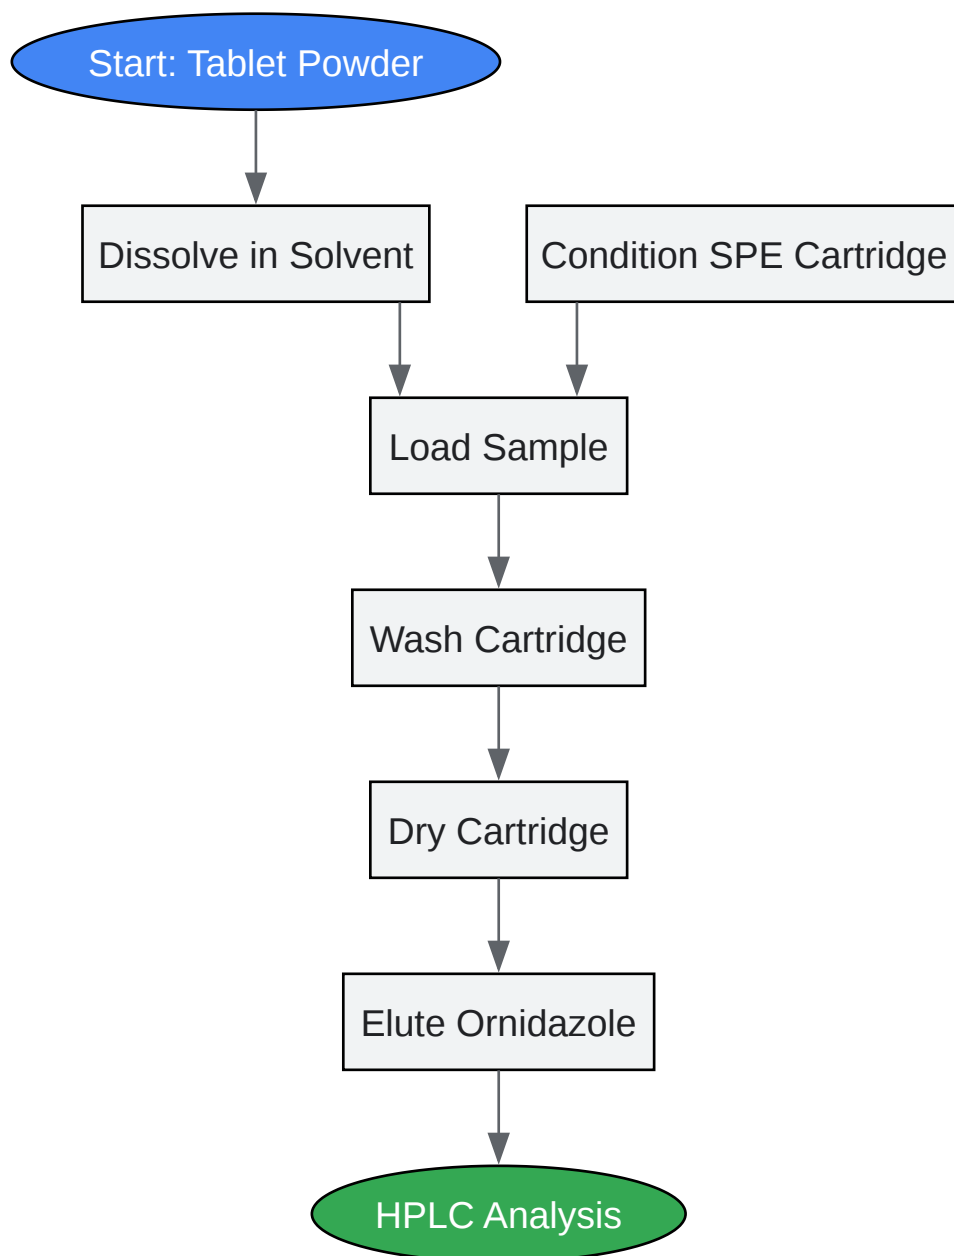 Start: Tablet Powder
Dissolve in Solvent
Condition SPE Cartridge
Load Sample
Wash Cartridge
Dry Cartridge
Elute Ornidazole
HPLC Analysis